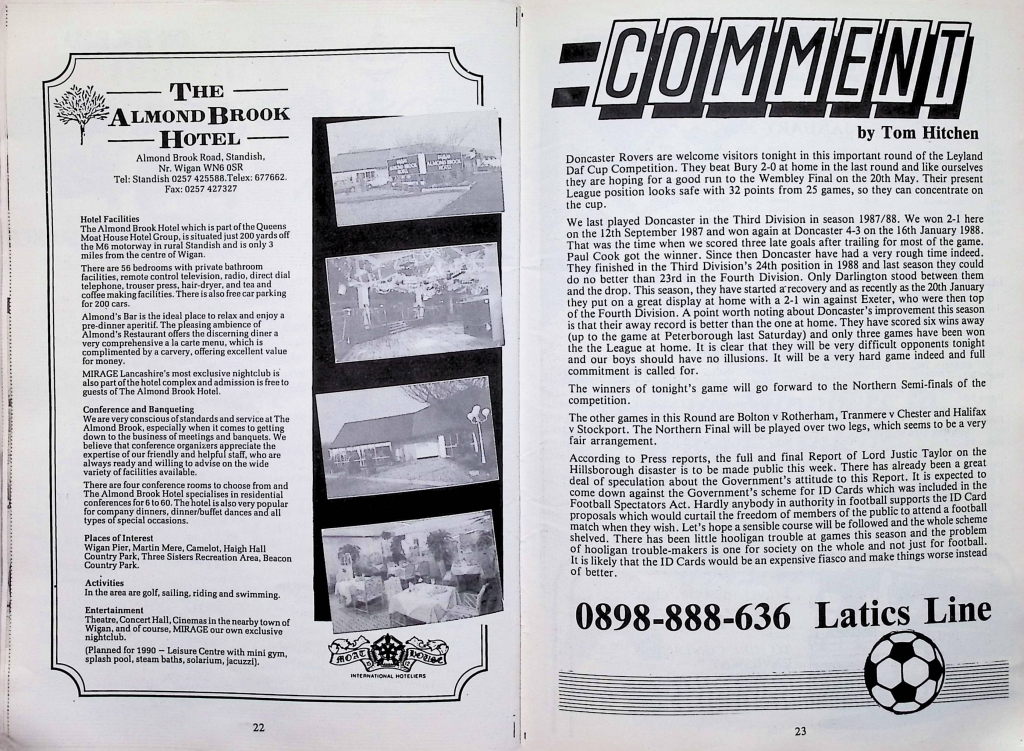 THE
ALMOND BROOK
HOTEL
Almond Brook Road, Standish,
Nr. Wigan WN6 0SR
Tel: Standish 0257 425588.Telex: 677662.
Fax: 0257 427327
Hotel Facilities
The Almond Brook Hotel which is part of the Queens
Moat House Hotel Group, is situated just 200 yards off
the M6 motorway in rural Standish and is only 3
miles from the centre of Wigan.
There are 56 bedrooms with private bathroom
facilities, remote control television, radio, direct dial
telephone, trouser press, hair-dryer, and tea and
coffee making facilities. There is also free car parking
for 200 cars.
Almond's Bar is the ideal place to relax and enjoy a
pre-dinner aperitif. The pleasing ambience of
Almond's Restaurant offers the discerning diner a
very comprehensive a la carte menu, which is
complimented by a carvery, offering excellent value
for money.
MIRAGE Lancashire's most exclusive nightclub is
also part of the hotel complex and admission is free to
guests of The Almond Brook Hotel.
Conference and Banqueting
We are very conscious of standards and service at The
Almond Brook, especially when it comes to getting
down to the business of meetings and banquets. We
believe that conference organizers appreciate the
expertise of our friendly and helpful staff, who are
always ready and willing to advise on the wide
variety of facilities available.
There are four conference rooms to choose from and
The Almond Brook Hotel specialises in residential
conferences for 6 to 60. The hotel is also very popular
for company dinners, dinner/buffet dances and all
types of special occasions.
Places of Interest
Wigan Pier, Martin Mere, Camelot, Haigh Hall
Country Park, Three Sisters Recreation Area, Beacon
Country Park.
Activities
In the area are golf, sailing, riding and swimming.
Entertainment
Theatre, Concert Hall, Cinemas in the nearby town of
Wigan, and of course, MIRAGE our own exclusive
nightclub.
(Planned for 1990 — Leisure Centre with mini gym,
splash pool, steam baths, solarium, jacuzzi).
MOAT HOUSE
INTERNATIONAL HOTELIERS
22
COMMENT
by Tom Hitchen
Doncaster Rovers are welcome visitors tonight in this important round of the Leyland
Daf Cup Competition. They beat Bury 2-0 at home in the last round and like ourselves
they are hoping for a good run to the Wembley Final on the 20th May. Their present
League position looks safe with 32 points from 25 games, so they can concentrate on
the cup.
We last played Doncaster in the Third Division in season 1987/88. We won 2-1 here
on the 12th September 1987 and won again at Doncaster 4-3 on the 16th January 1988.
That was the time when we scored three late goals after trailing for most of the game.
Paul Cook got the winner. Since then Doncaster have had a very rough time indeed.
They finished in the Third Division's 24th position in 1988 and last season they could
do no better than 23rd in the Fourth Division. Only Darlington stood between them
and the drop. This season, they have started a recovery and as recently as the 20th January
they put on a great display at home with a 2-1 win against Exeter, who were then top
of the Fourth Division. A point worth noting about Doncaster's improvement this season
is that their away record is better than the one at home. They have scored six wins away
(up to the game at Peterborough last Saturday) and only three games have been won
the the League at home. It is clear that they will be very difficult opponents tonight
and our boys should have no illusions. It will be a very hard game indeed and full
commitment is called for.
The winners of tonight's game will go forward to the Northern Semi-finals of the
competition.
The other games in this Round are Bolton v Rotherham, Tranmere v Chester and Halifax
v Stockport. The Northern Final will be played over two legs, which seems to be a very
fair arrangement.
According to Press reports, the full and final Report of Lord Justic Taylor on the
Hillsborough disaster is to be made public this week. There has already been a great
deal of speculation about the Government's attitude to this Report. It is expected to
come down against the Government's scheme for ID Cards which was included in the
Football Spectators Act. Hardly anybody in authority in football supports the ID Card
proposals which would curtail the freedom of members of the public to attend a football
match when they wish. Let's hope a sensible course will be followed and the whole scheme
shelved. There has been little hooligan trouble at games this season and the problem
of hooligan trouble-makers is one for society on the whole and not just for football.
It is likely that the ID Cards would be an expensive fiasco and make things worse instead
of better.
0898-888-636 Latics Line
23